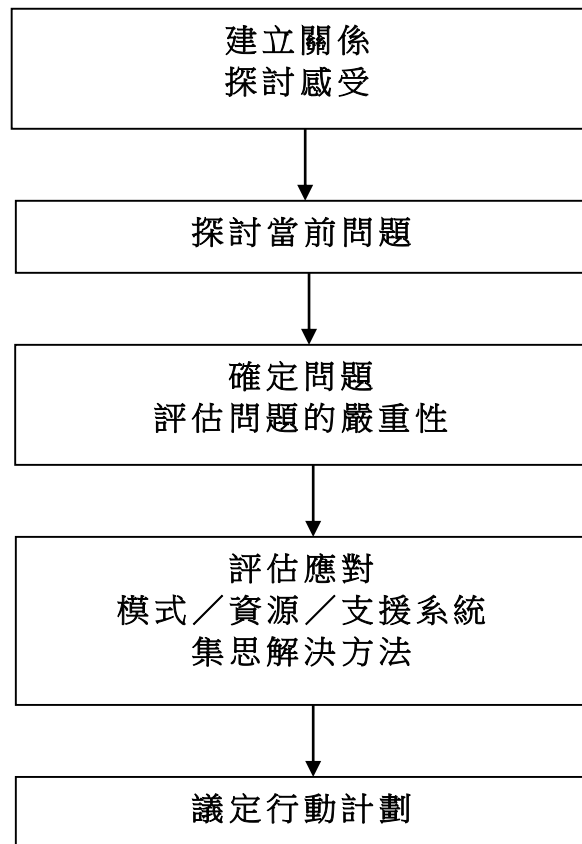 建立關係
探討感受
探討當前問題
確定問題
評估問題的嚴重性
評估應對
模式／資源／支援系統
集思解決方法
議定行動計劃